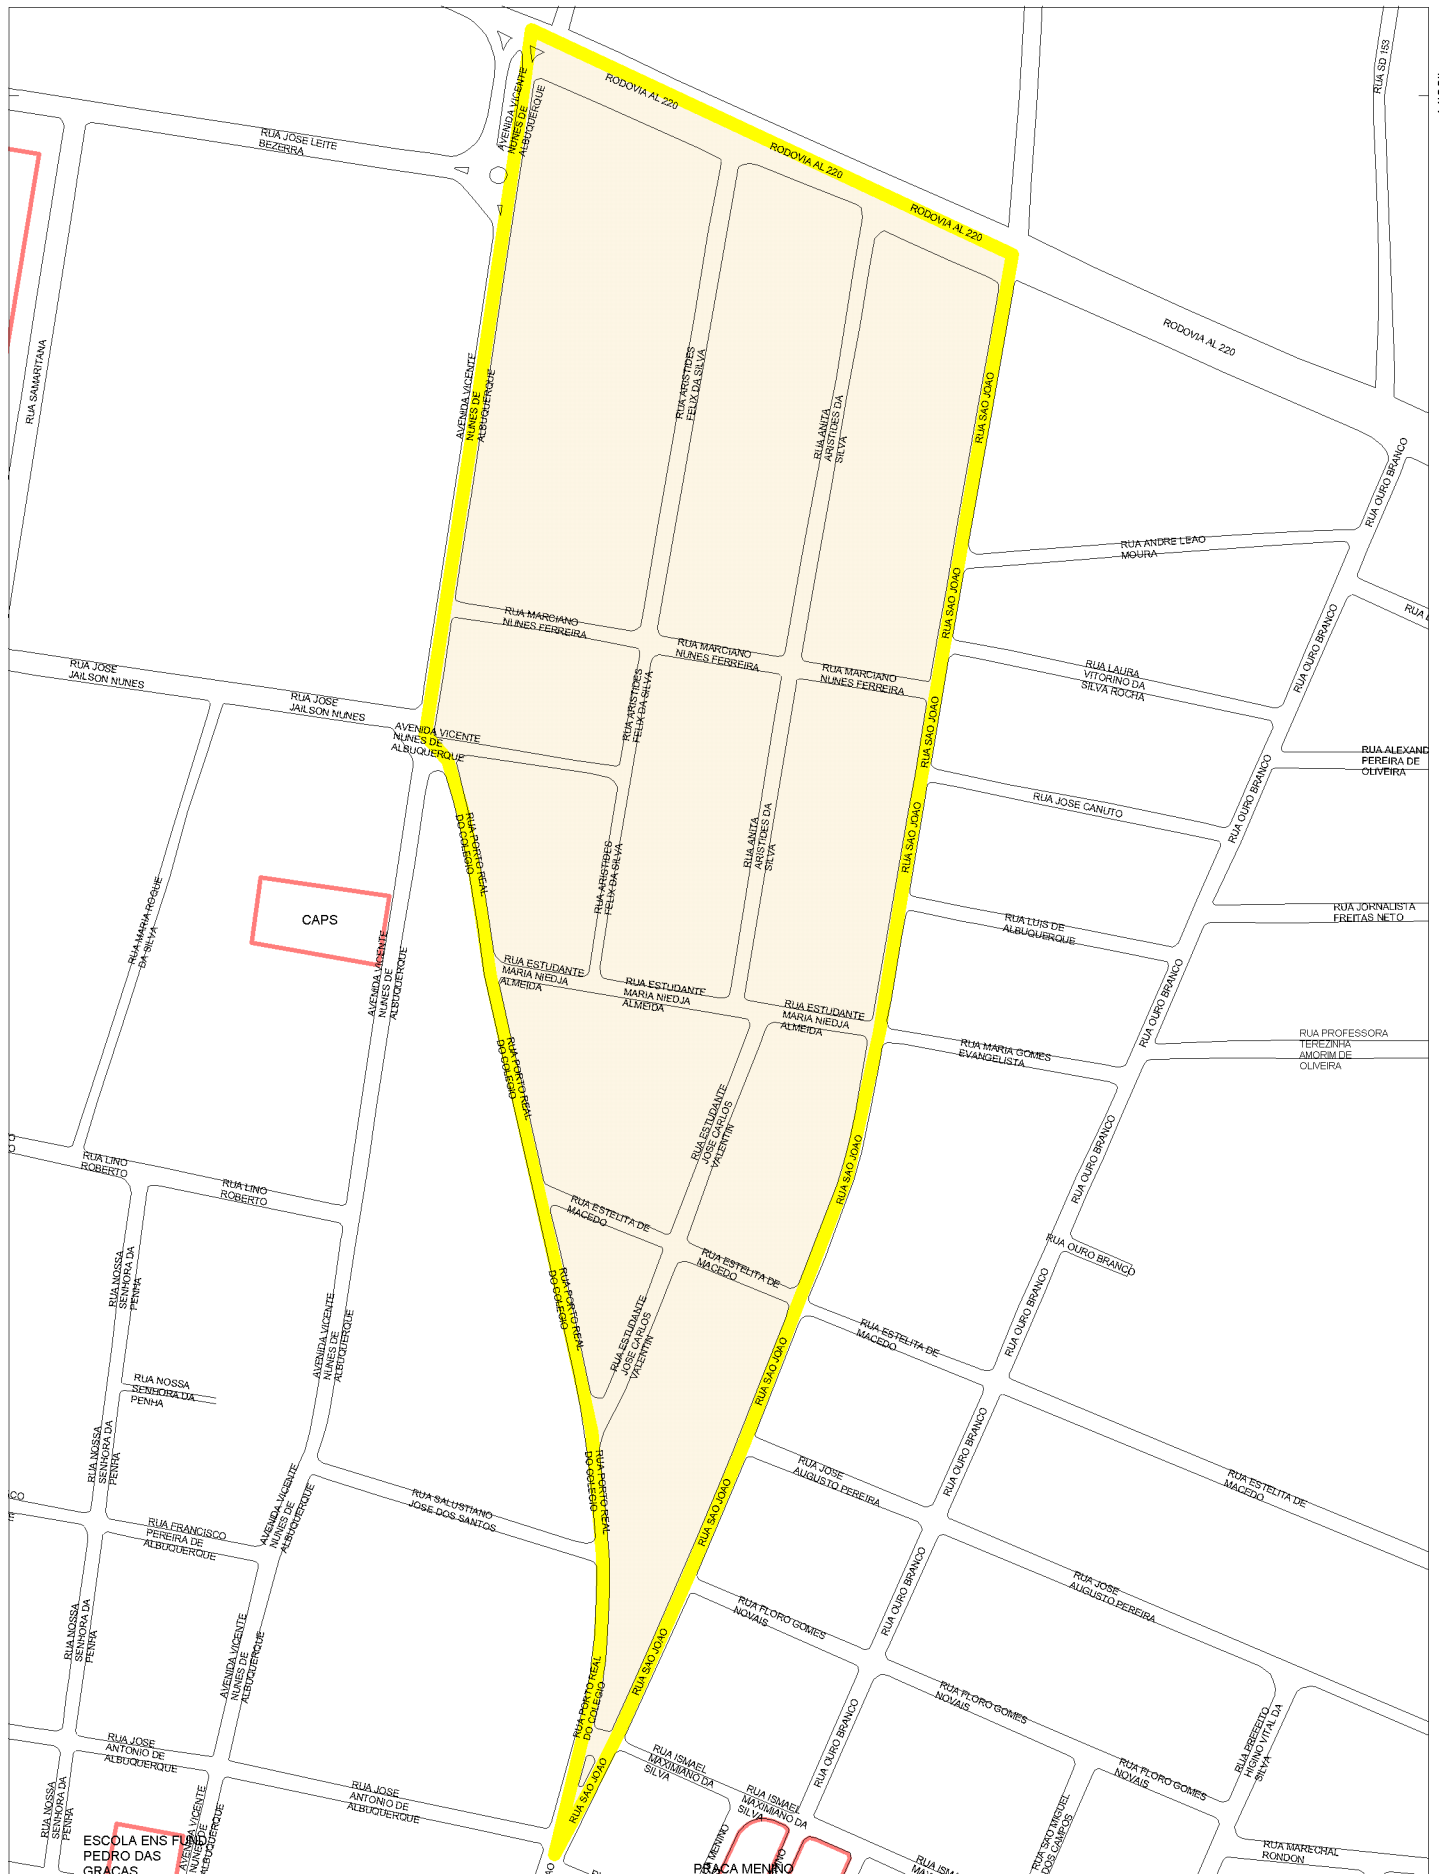 RUA SD 153
RODOVIA AL 220
AVENIDA VICENTE
NUNES DE
ALBUQUERQUE
RUA JOSE LEITE
BEZERRA
RODOVIA AL 220
RODOVIA AL 220
RODOVIA AL 220
RUA SAMARITANA
AVENIDA VICENTE
NUNES DE
ALBUQUERQUE
RUA ARISTIDES
FELIX DA SILVA
RUA ANITA
ARISTIDES DA
SILVA
RUA SAO JOAO
RUA OURO BRANCO
RUA ANDRE LEAO
MOURA
RUA SAO JOAO
RUA MARCIANO
NUNES FERREIRA
RUA MARCIANO
NUNES FERREIRA
RUA MARCIANO
NUNES FERREIRA
RUA OURO BRANCO
RUA
RUA LAURA
VITORINO DA
SILVA ROCHA
RUA JOSE
JAILSON NUNES
RUA JOSE
JAILSON NUNES
RUA ARISTIDES
FELIX DA SILVA
AVENIDA VICENTE
NUNES DE
ALBUQUERQUE
RUA SAO JOAO
RUA ALEXAND
PEREIRA DE
OLIVEIRA
RUA OURO BRANCO
RUA JOSE CANUTO
RUA PORTO REAL
DO COLEGIO
RUA ANITA
ARISTIDES DA
SILVA
RUA SAO JOAO
RUA ARISTIDES
FELIX DA SILVA
CAPS
RUA MARIA ROQUE
DA SILVA
RUA JORNALISTA
FREITAS NETO
RUA LUIS DE
ALBUQUERQUE
AVENIDA VICENTE
NUNES DE
ALBUQUERQUE
RUA ESTUDANTE
MARIA NIEDJA
ALMEIDA
RUA ESTUDANTE
MARIA NIEDJA
ALMEIDA
RUA ESTUDANTE
MARIA NIEDJA
ALMEIDA
RUA OURO BRANCO
RUA PROFESSORA
TEREZINHA
AMORIM DE
OLIVEIRA
RUA MARIA GOMES
EVANGELISTA
RUA PORTO REAL
DO COLEGIO
RUA ESTUDANTE
JOSE CARLOS
VALENTIN
RUA SAO JOAO
RUA OURO BRANCO
RUA LINO
ROBERTO
RUA LINO
ROBERTO
RUA ESTELITA DE
MACEDO
RUA ESTELITA DE
MACEDO
RUA OURO BRANCO
RUA NOSSA
SENHORA DA
PENHA
RUA PORTO REAL
DO COLEGIO
AVENIDA VICENTE
NUNES DE
ALBUQUERQUE
RUA ESTUDANTE
JOSE CARLOS
VALENTIN
RUA OURO BRANCO
RUA ESTELITA DE
MACEDO
RUA SAO JOAO
RUA NOSSA
SENHORA DA
PENHA
RUA NOSSA
SENHORA DA
PENHA
RUA OURO BRANCO
RUA JOSE
AUGUSTO PEREIRA
RUA ESTELITA DE
MACEDO
CO
RUA PORTO REAL
DO COLEGIO
RUA SALUSTIANO
JOSE DOS SANTOS
AVENIDA VICENTE
NUNES DE
ALBUQUERQUE
RUA SAO JOAO
RUA FRANCISCO
PEREIRA DE
ALBUQUERQUE
RUA OURO BRANCO
RUA JOSE
AUGUSTO PEREIRA
RUA NOSSA
SENHORA DA
PENHA
RUA FLORO GOMES
NOVAIS
AVENIDA VICENTE
NUNES DE
ALBUQUERQUE
RUA SAO JOAO
RUA PORTO REAL
DO COLEGIO
RUA FLORO GOMES
NOVAIS
RUA PREFEITO
HIGINO VITAL DA
SILVA
RUA JOSE
ANTONIO DE
ALBUQUERQUE
RUA OURO BRANCO
RUA ISMAEL
MAXIMIANO DA
SILVA
RUA FLORO GOMES
NOVAIS
RUA SAO JOAO
RUA JOSE
ANTONIO DE
ALBUQUERQUE
RUA ISMAEL
MAXIMIANO DA
SILVA
RUA NOSSA
SENHORA DA
PENHA
AVENIDA VICENTE
NUNES DE
ALBUQUERQUE
ESCOLA ENS FUND
PEDRO DAS
GRACAS
RUA SAO MIGUEL
DOS CAMPOS
RUA MARECHAL
RONDON
MENINO
PRACA MENINO